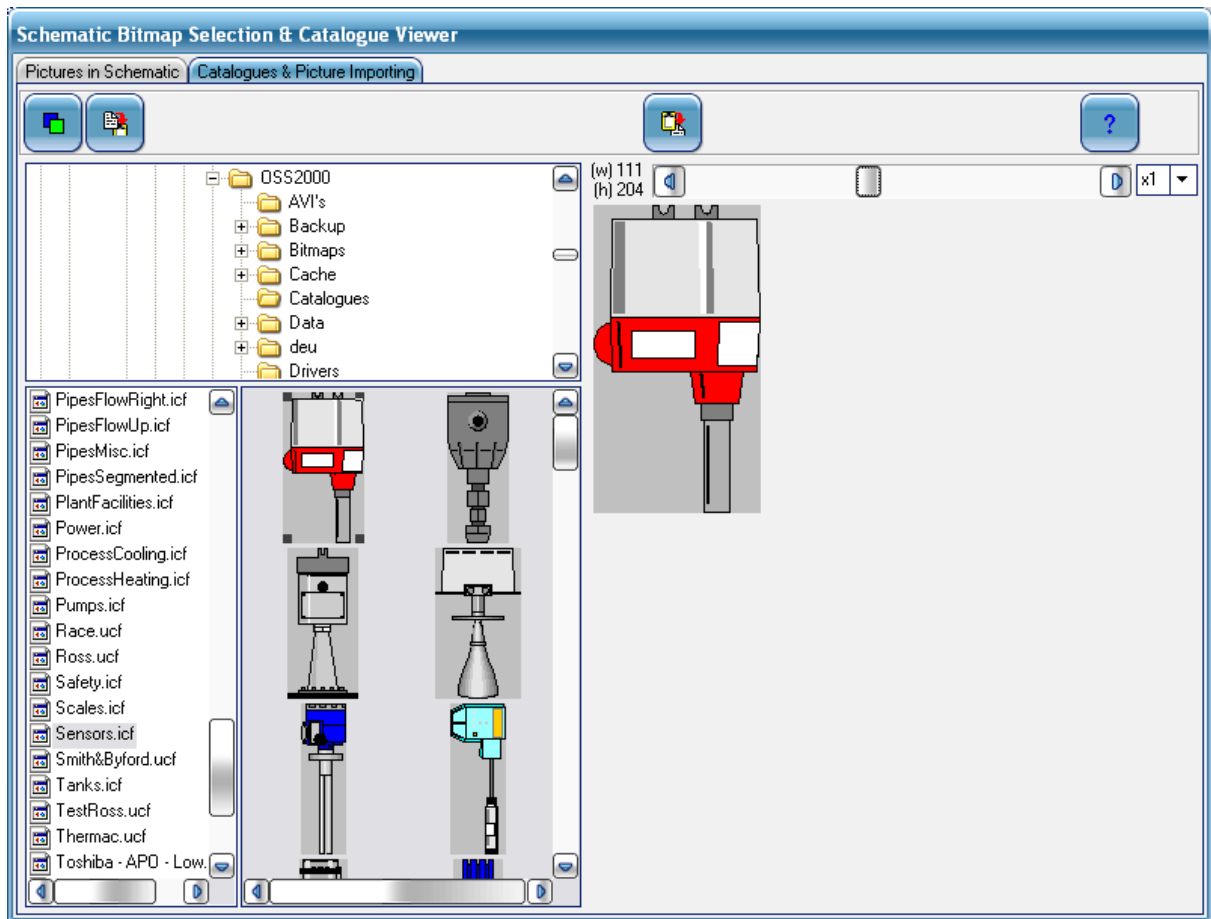 Schematic Bitmap Selection & Catalogue Viewer
Pictures in Schematic
Catalogues & Picture Importing
?
OSS2000
AVI's
Backup
Bitmaps
Cache
Catalogues
Data
deu
Drivers
(w) 111
(h) 204
x1
PipesFlowRight.icf
PipesFlowUp.icf
PipesMisc.icf
PipesSegmented.icf
PlantFacilities.icf
Power.icf
ProcessCooling.icf
ProcessHeating.icf
Pumps.icf
Race.ucf
Ross.ucf
Safety.icf
Scales.icf
Sensors.icf
Smith&Byford.ucf
Tanks.icf
TestRoss.ucf
Thermac.ucf
Toshiba - APO - Low.